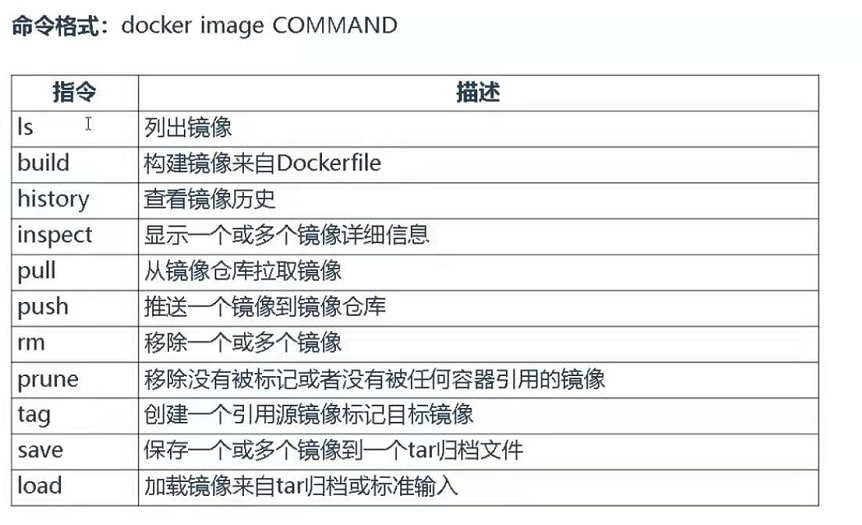 命令格式：docker image COMMAND
指令 描述
ls 列出镜像
build 构建镜像来自Dockerfile
history 查看镜像历史
inspect 显示一个或多个镜像详细信息
pull 从镜像仓库拉取镜像
push 推送一个镜像到镜像仓库
rm 移除一个或多个镜像
prune 移除没有被标记或者没有被任何容器引用的镜像
tag 创建一个引用源镜像标记目标镜像
save 保存一个或多个镜像到一个tar归档文件
load 加载镜像来自tar归档或标准输入